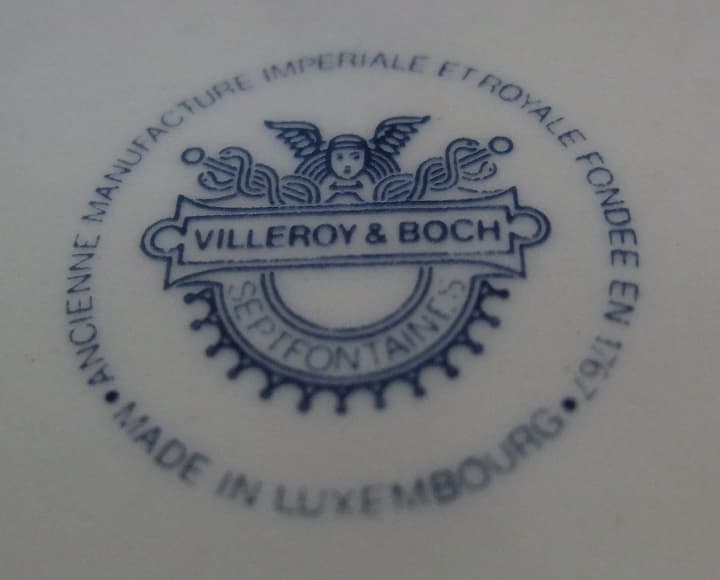 ANCIENNE MANUFACTURE IMPERIALE ET ROYALE FONDEE EN 1767
VILLEROY & BOCH
SEPTFONTAINES
• MADE IN LUXEMBOURG •